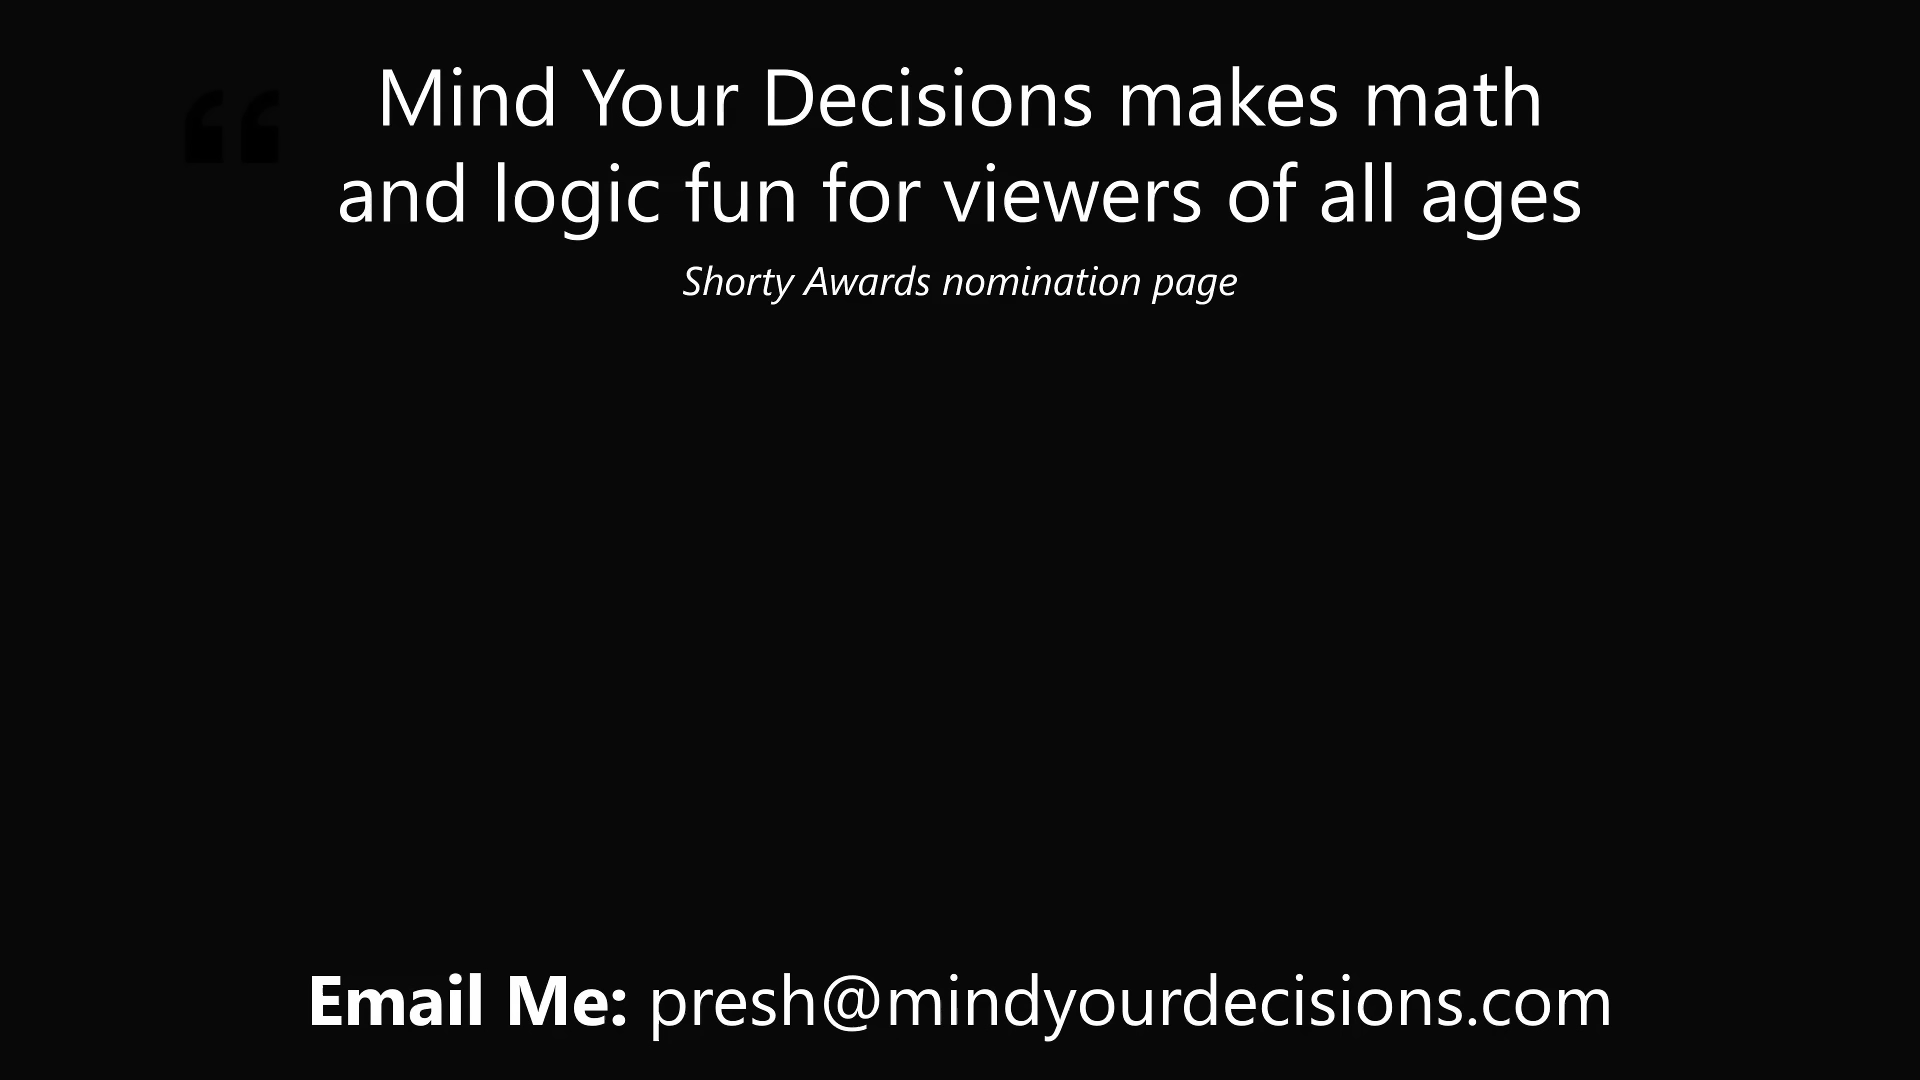 “
Mind Your Decisions makes math
and logic fun for viewers of all ages
Shorty Awards nomination page
Email Me: presh@mindyourdecisions.com